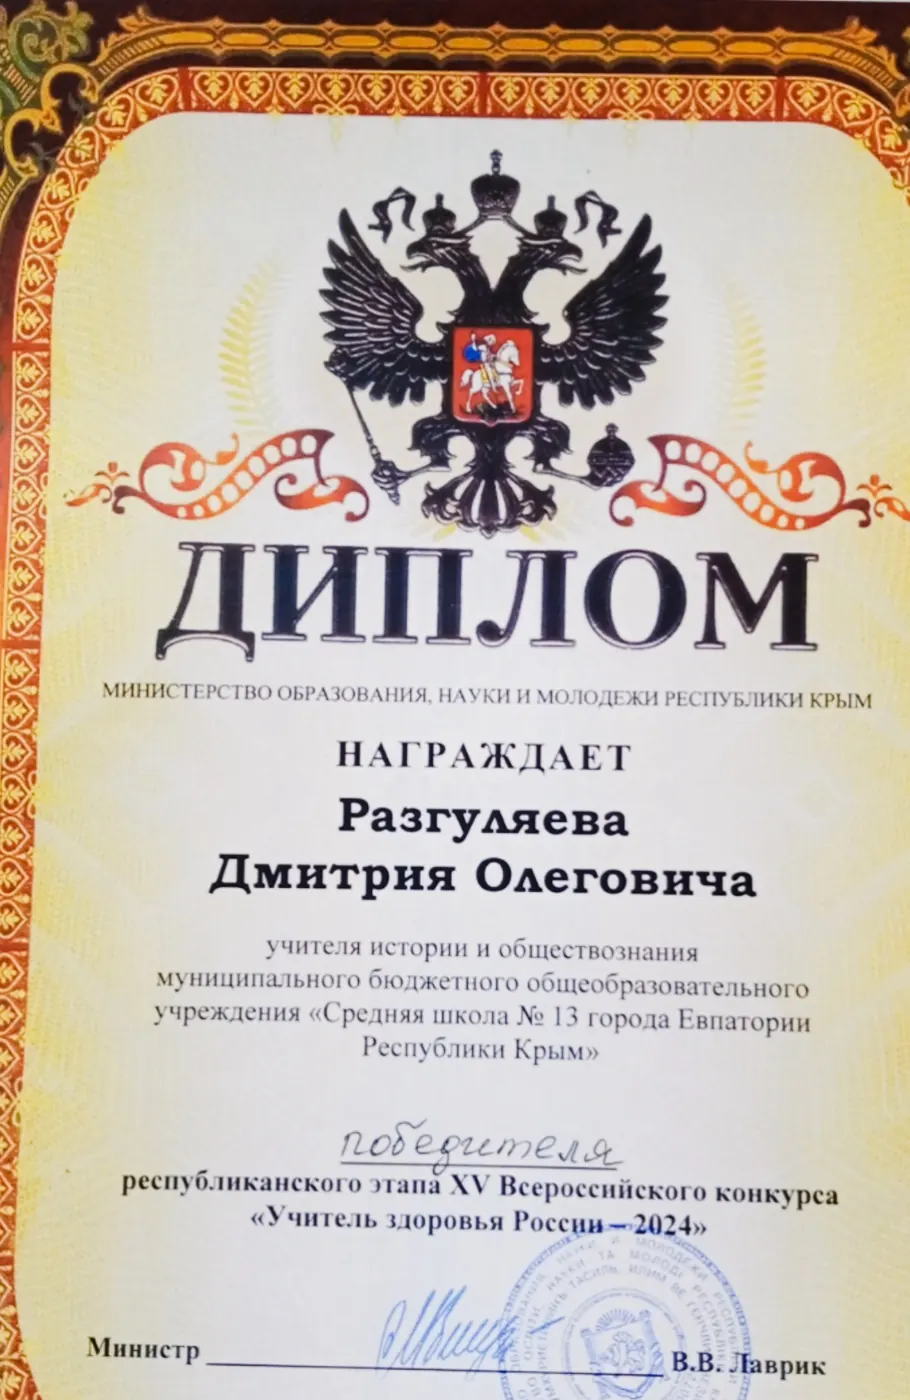 ДИПЛОМ
МИНИСТЕРСТВО ОБРАЗОВАНИЯ, НАУКИ И МОЛОДЕЖИ РЕСПУБЛИКИ КРЫМ
НАГРАЖДАЕТ
Разгуляева
Дмитрия Олеговича
учителя истории и обществознания
муниципального бюджетного общеобразовательного
учреждения «Средняя школа № 13 города Евпатории
Республики Крым»
победителя
республиканского этапа XV Всероссийского конкурса
«Учитель здоровья России – 2024»
Министр В.В. Лаврик